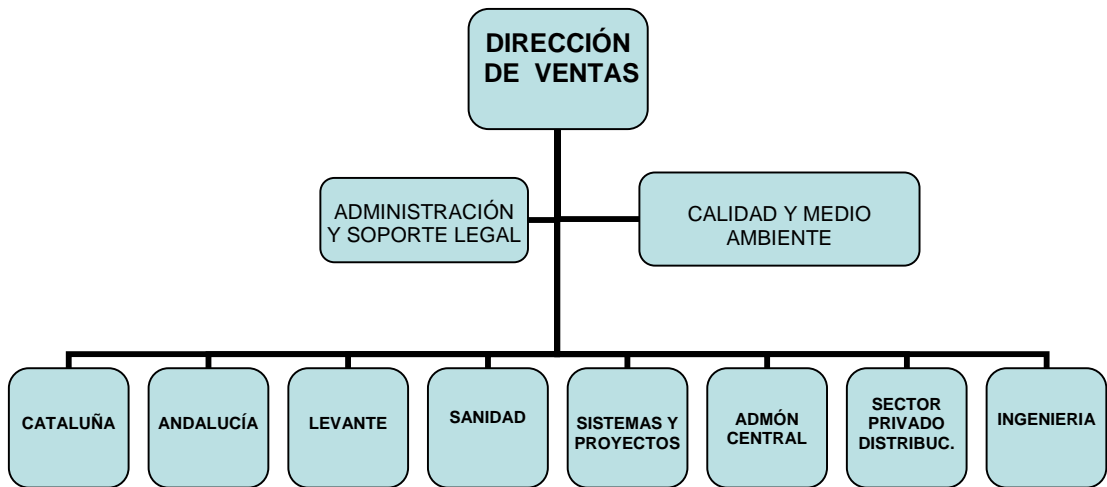 DIRECCIÓN
DE VENTAS
ADMINISTRACIÓN
Y SOPORTE LEGAL
CALIDAD Y MEDIO
AMBIENTE
CATALUÑA
ANDALUCÍA
LEVANTE
SANIDAD
SISTEMAS Y
PROYECTOS
ADMÓN
CENTRAL
SECTOR
PRIVADO
DISTRIBUC.
INGENIERIA